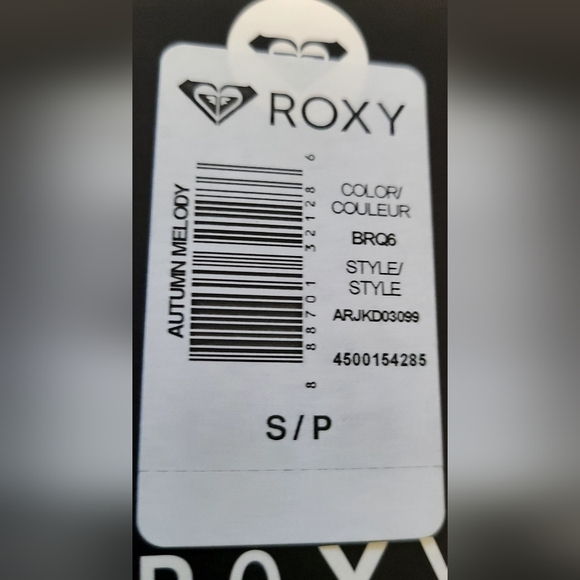 ROXY
AUTUMN MELODY
8 88701 32128 6
COLOR/
COULEUR
BRQ6
STYLE/
STYLE
ARJKD03099
4500154285
S / P
ROXY